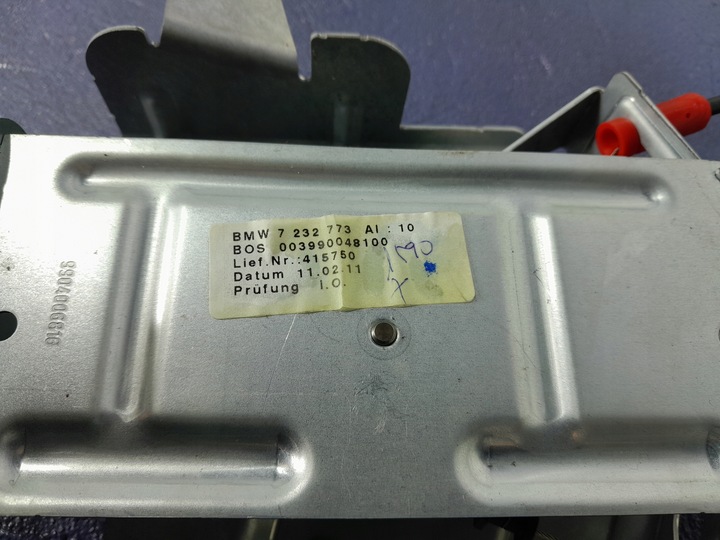 BMW 7 232 773 AI : 10
BOS 003990048100
Lief.Nr.:415750
Datum 11.02.11
Prüfung i.O.